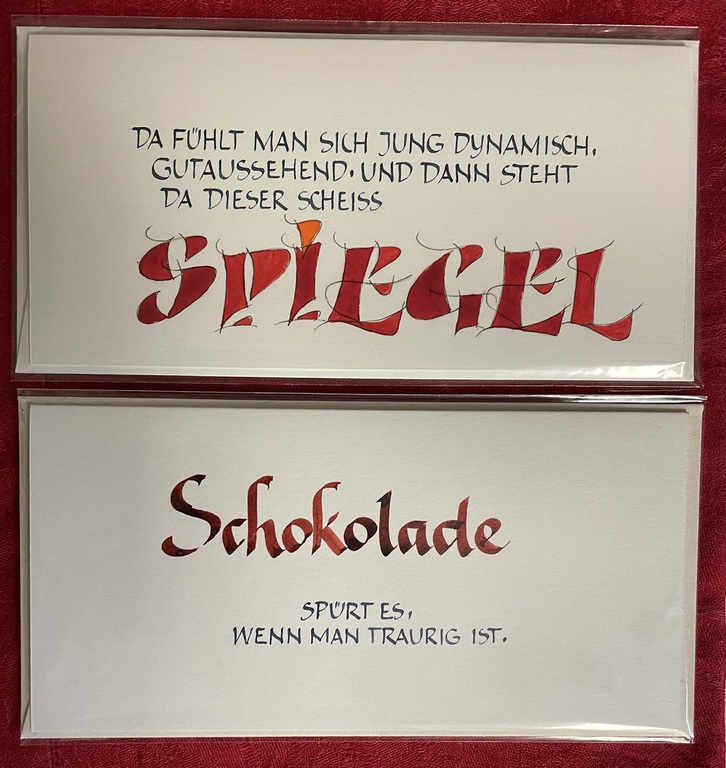 DA FÜHLT MAN SICH JUNG DYNAMISCH,
GUTAUSSEHEND, UND DANN STEHT
DA DIESER SCHEISS
SPIEGEL
Schokolade
SPÜRT ES,
WENN MAN TRAURIG IST.